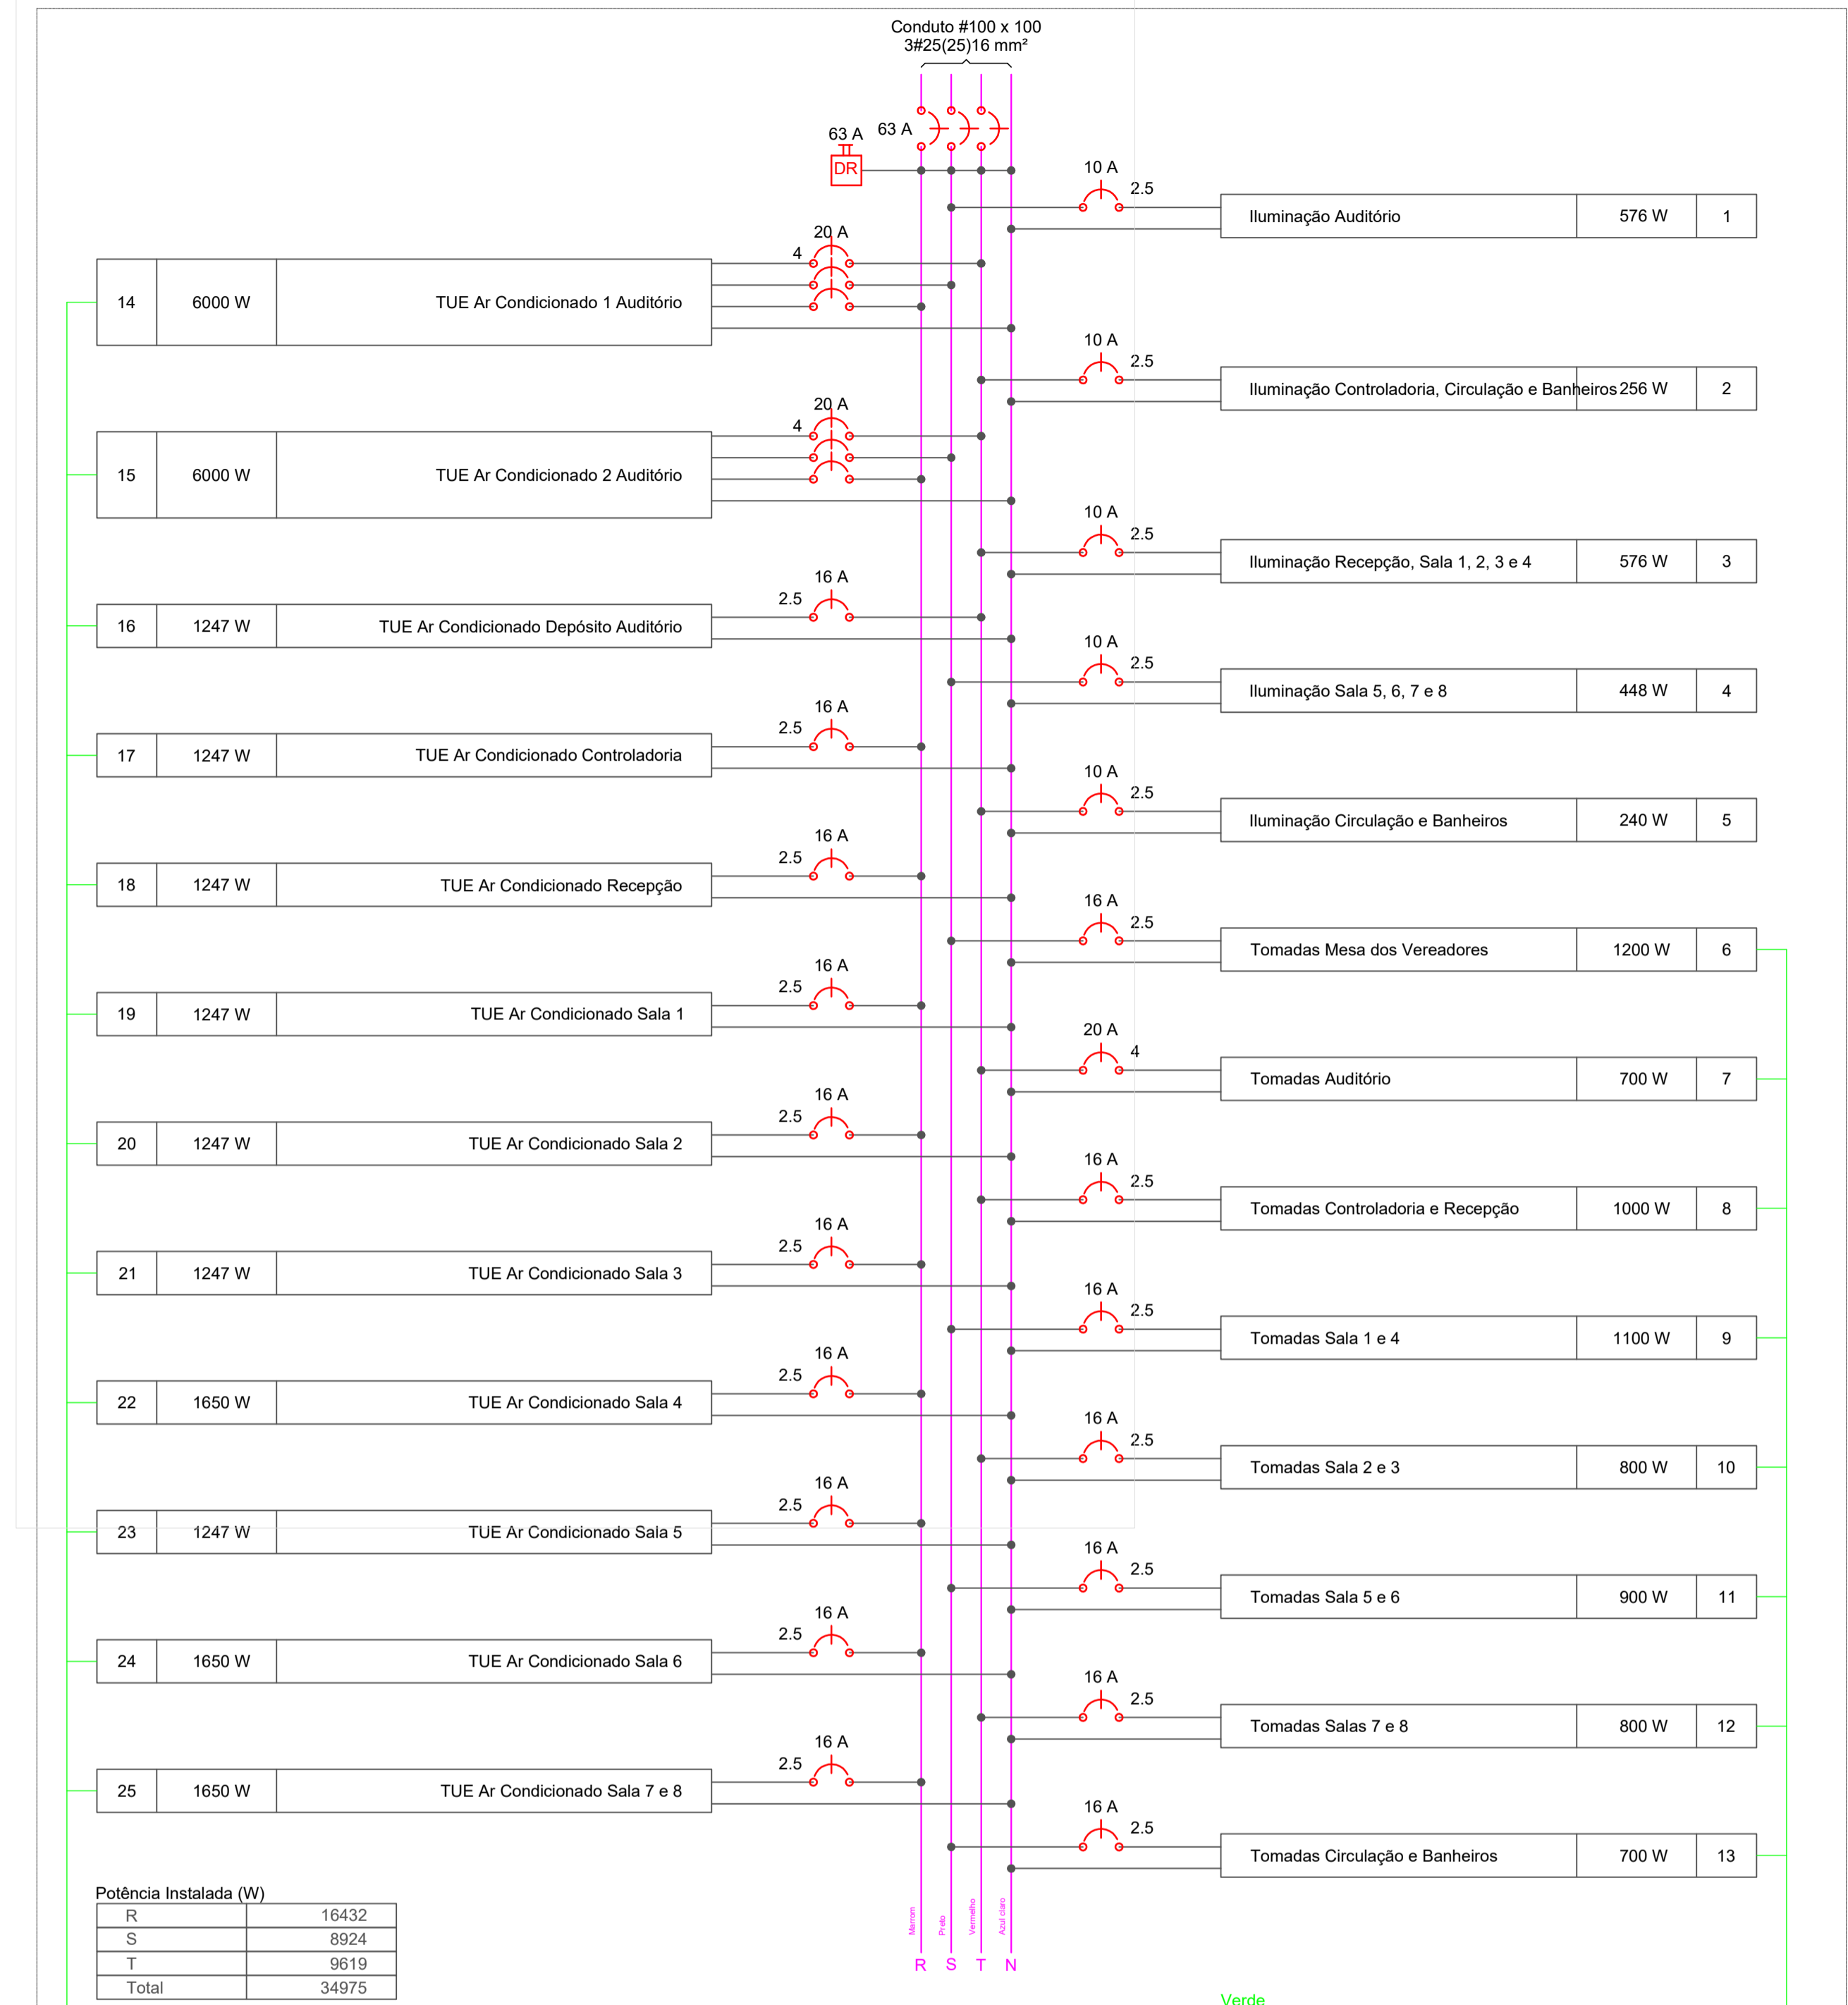 Conduto #100 x 100
3#25(25)16 mm²
63 A
63 A
DR
10 A
2.5
Iluminação Auditório 576 W 1
20 A
4
14 6000 W TUE Ar Condicionado 1 Auditório
10 A
2.5
Iluminação Controladoria, Circulação e Banheiros 256 W 2
20 A
4
15 6000 W TUE Ar Condicionado 2 Auditório
10 A
2.5
Iluminação Recepção, Sala 1, 2, 3 e 4 576 W 3
16 A
2.5
16 1247 W TUE Ar Condicionado Depósito Auditório
10 A
2.5
Iluminação Sala 5, 6, 7 e 8 448 W 4
16 A
2.5
17 1247 W TUE Ar Condicionado Controladoria
10 A
2.5
Iluminação Circulação e Banheiros 240 W 5
16 A
2.5
18 1247 W TUE Ar Condicionado Recepção
16 A
2.5
Tomadas Mesa dos Vereadores 1200 W 6
16 A
2.5
19 1247 W TUE Ar Condicionado Sala 1
20 A
4
Tomadas Auditório 700 W 7
16 A
2.5
20 1247 W TUE Ar Condicionado Sala 2
16 A
2.5
Tomadas Controladoria e Recepção 1000 W 8
16 A
2.5
21 1247 W TUE Ar Condicionado Sala 3
16 A
2.5
Tomadas Sala 1 e 4 1100 W 9
16 A
2.5
22 1650 W TUE Ar Condicionado Sala 4
16 A
2.5
Tomadas Sala 2 e 3 800 W 10
16 A
2.5
23 1247 W TUE Ar Condicionado Sala 5
16 A
2.5
Tomadas Sala 5 e 6 900 W 11
16 A
2.5
24 1650 W TUE Ar Condicionado Sala 6
16 A
2.5
Tomadas Salas 7 e 8 800 W 12
16 A
2.5
25 1650 W TUE Ar Condicionado Sala 7 e 8
16 A
2.5
Tomadas Circulação e Banheiros 700 W 13
Potência Instalada (W)
R 16432
S 8924
T 9619
Total 34975
Marrom
Preto
Vermelho
Azul claro
R S T N
Verde